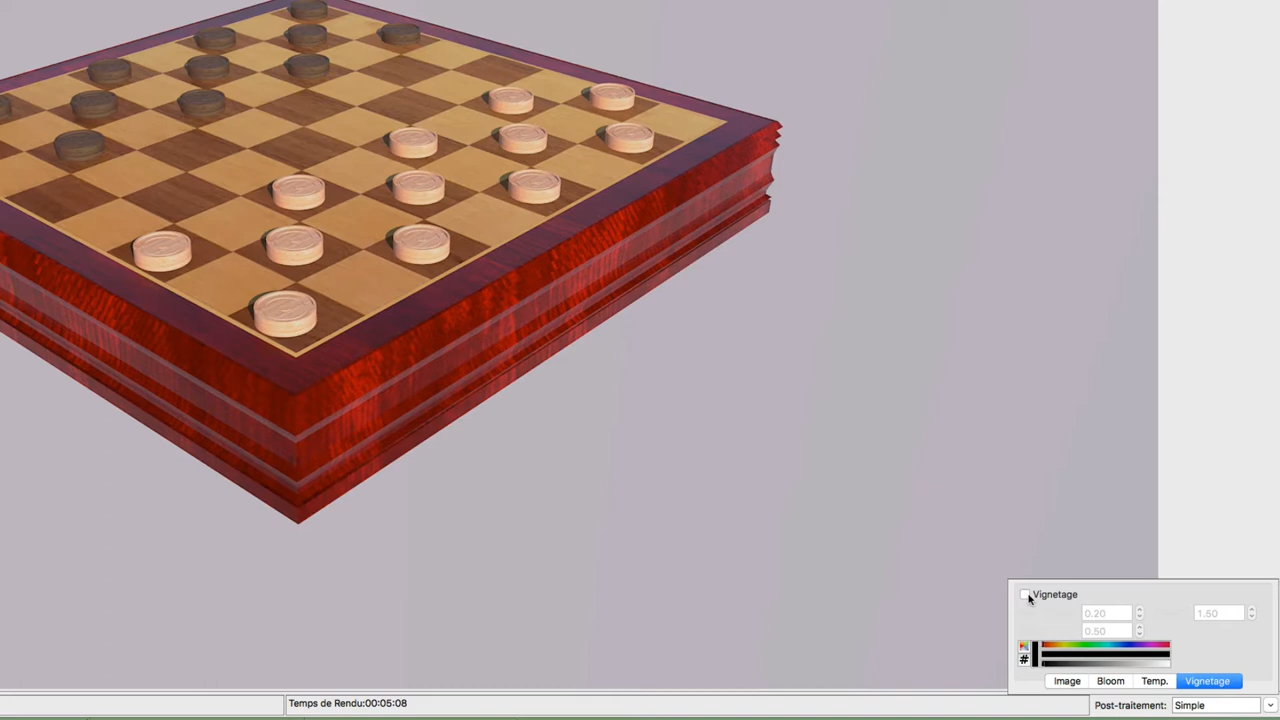 Vignetage
0.20 1.50
0.50
#
Image Bloom Temp. Vignetage
Temps de Rendu:00:05:08 Post-traitement: Simple